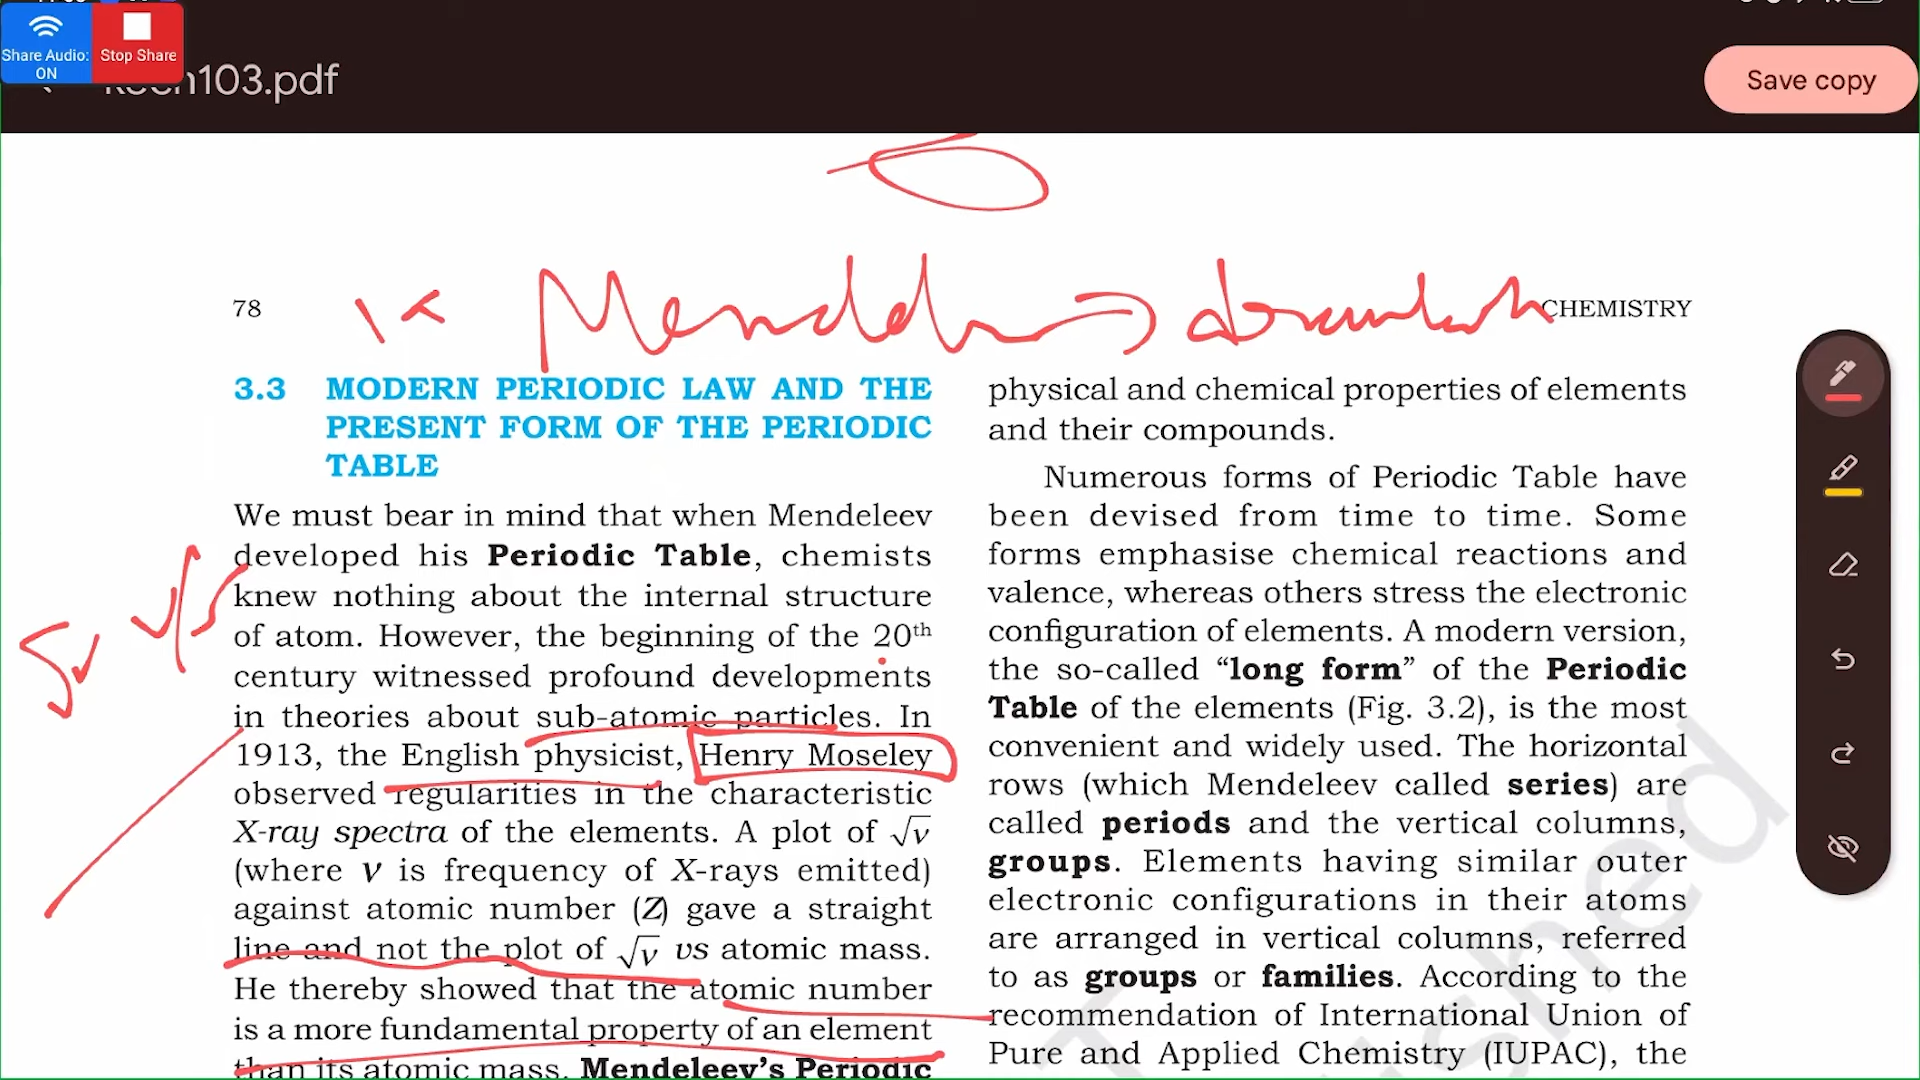 Share Audio:
ON
Stop Share
103.pdf
Save copy
78
CHEMISTRY
3.3 MODERN PERIODIC LAW AND THE
PRESENT FORM OF THE PERIODIC
TABLE
We must bear in mind that when Mendeleev
developed his Periodic Table, chemists
knew nothing about the internal structure
of atom. However, the beginning of the 20th
century witnessed profound developments
in theories about sub-atomic particles. In
1913, the English physicist, Henry Moseley
observed regularities in the characteristic
X-ray spectra of the elements. A plot of √ν
(where ν is frequency of X-rays emitted)
against atomic number (Z) gave a straight
line and not the plot of √ν vs atomic mass.
He thereby showed that the atomic number
is a more fundamental property of an element
than its atomic mass. Mendeleev's Periodic
physical and chemical properties of elements
and their compounds.
Numerous forms of Periodic Table have
been devised from time to time. Some
forms emphasise chemical reactions and
valence, whereas others stress the electronic
configuration of elements. A modern version,
the so-called “long form” of the Periodic
Table of the elements (Fig. 3.2), is the most
convenient and widely used. The horizontal
rows (which Mendeleev called series) are
called periods and the vertical columns,
groups. Elements having similar outer
electronic configurations in their atoms
are arranged in vertical columns, referred
to as groups or families. According to the
recommendation of International Union of
Pure and Applied Chemistry (IUPAC), the